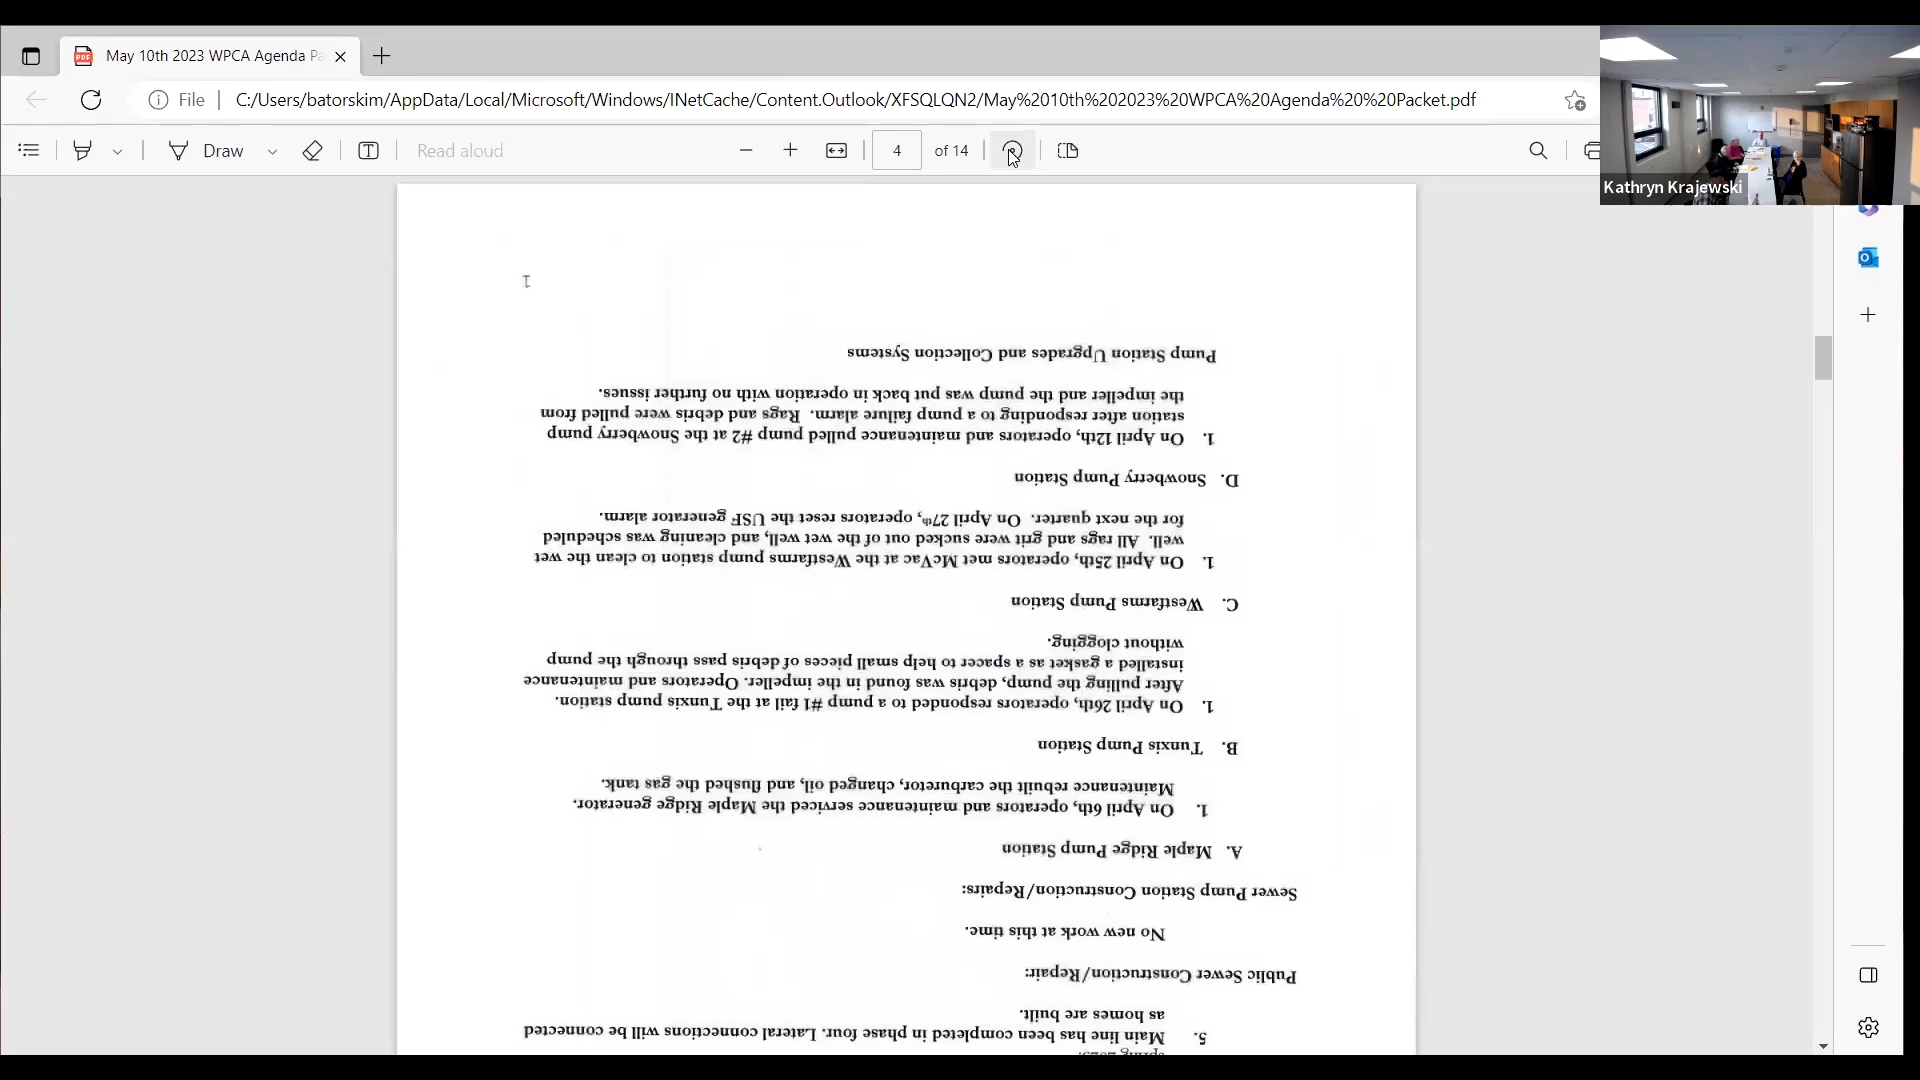 May 10th 2023 WPCA Agenda Pa
File
C:/Users/batorskim/AppData/Local/Microsoft/Windows/INetCache/Content.Outlook/XFSQLQN2/May%2010th%202023%20WPCA%20Agenda%20%20Packet.pdf
Draw
Read aloud
4 of 14
Kathryn Krajewski
5. Main line has been completed in phase four. Lateral connections will be connected
as homes are built.
Public Sewer Construction/Repair:
No new work at this time.
Sewer Pump Station Construction/Repairs:
A. Maple Ridge Pump Station
1. On April 6th, operators and maintenance serviced the Maple Ridge generator.
Maintenance rebuilt the carburetor, changed oil, and flushed the gas tank.
B. Tunxis Pump Station
1. On April 26th, operators responded to a pump #1 fail at the Tunxis pump station.
After pulling the pump, debris was found in the impeller. Operators and maintenance
installed a gasket as a spacer to help small pieces of debris pass through the pump
without clogging.
C. Westfarms Pump Station
1. On April 25th, operators met McVac at the Westfarms pump station to clean the wet
well. All rags and grit were sucked out of the wet well, and cleaning was scheduled
for the next quarter. On April 27th, operators reset the USF generator alarm.
D. Snowberry Pump Station
1. On April 12th, operators and maintenance pulled pump #2 at the Snowberry pump
station after responding to a pump failure alarm. Rags and debris were pulled from
the impeller and the pump was put back in operation with no further issues.
Pump Station Upgrades and Collection Systems
1